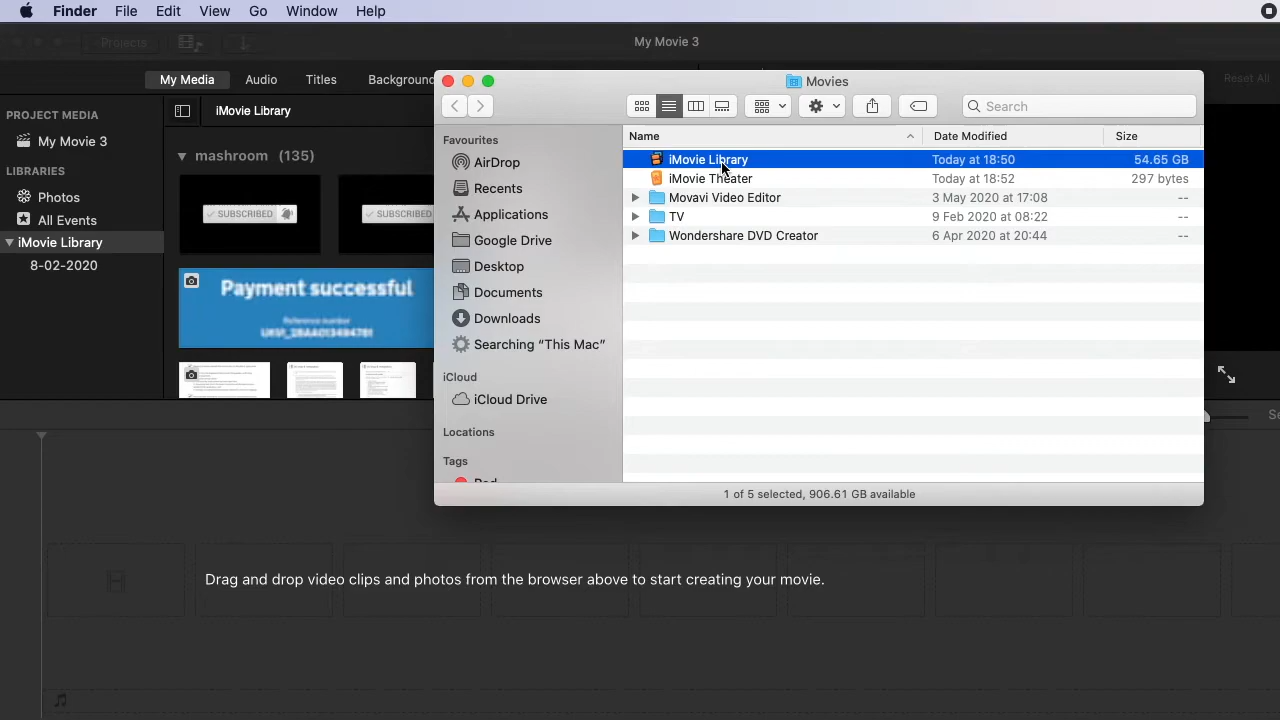 Finder File Edit View Go Window Help
Projects
My Movie 3
My Media Audio Titles Background
Reset All
Movies
Search
PROJECT MEDIA
My Movie 3
LIBRARIES
Photos
All Events
iMovie Library
8-02-2020
iMovie Library
mashroom (135)
SUBSCRIBED
SUBSCRIBED
Payment successful
Reference number
Favourites
AirDrop
Recents
Applications
Google Drive
Desktop
Documents
Downloads
Searching “This Mac”
iCloud
iCloud Drive
Locations
Tags
Red
Name Date Modified Size
iMovie Library Today at 18:50 54.65 GB
iMovie Theater Today at 18:52 297 bytes
Movavi Video Editor 3 May 2020 at 17:08 --
TV 9 Feb 2020 at 08:22 --
Wondershare DVD Creator 6 Apr 2020 at 20:44 --
1 of 5 selected, 906.61 GB available
Drag and drop video clips and photos from the browser above to start creating your movie.